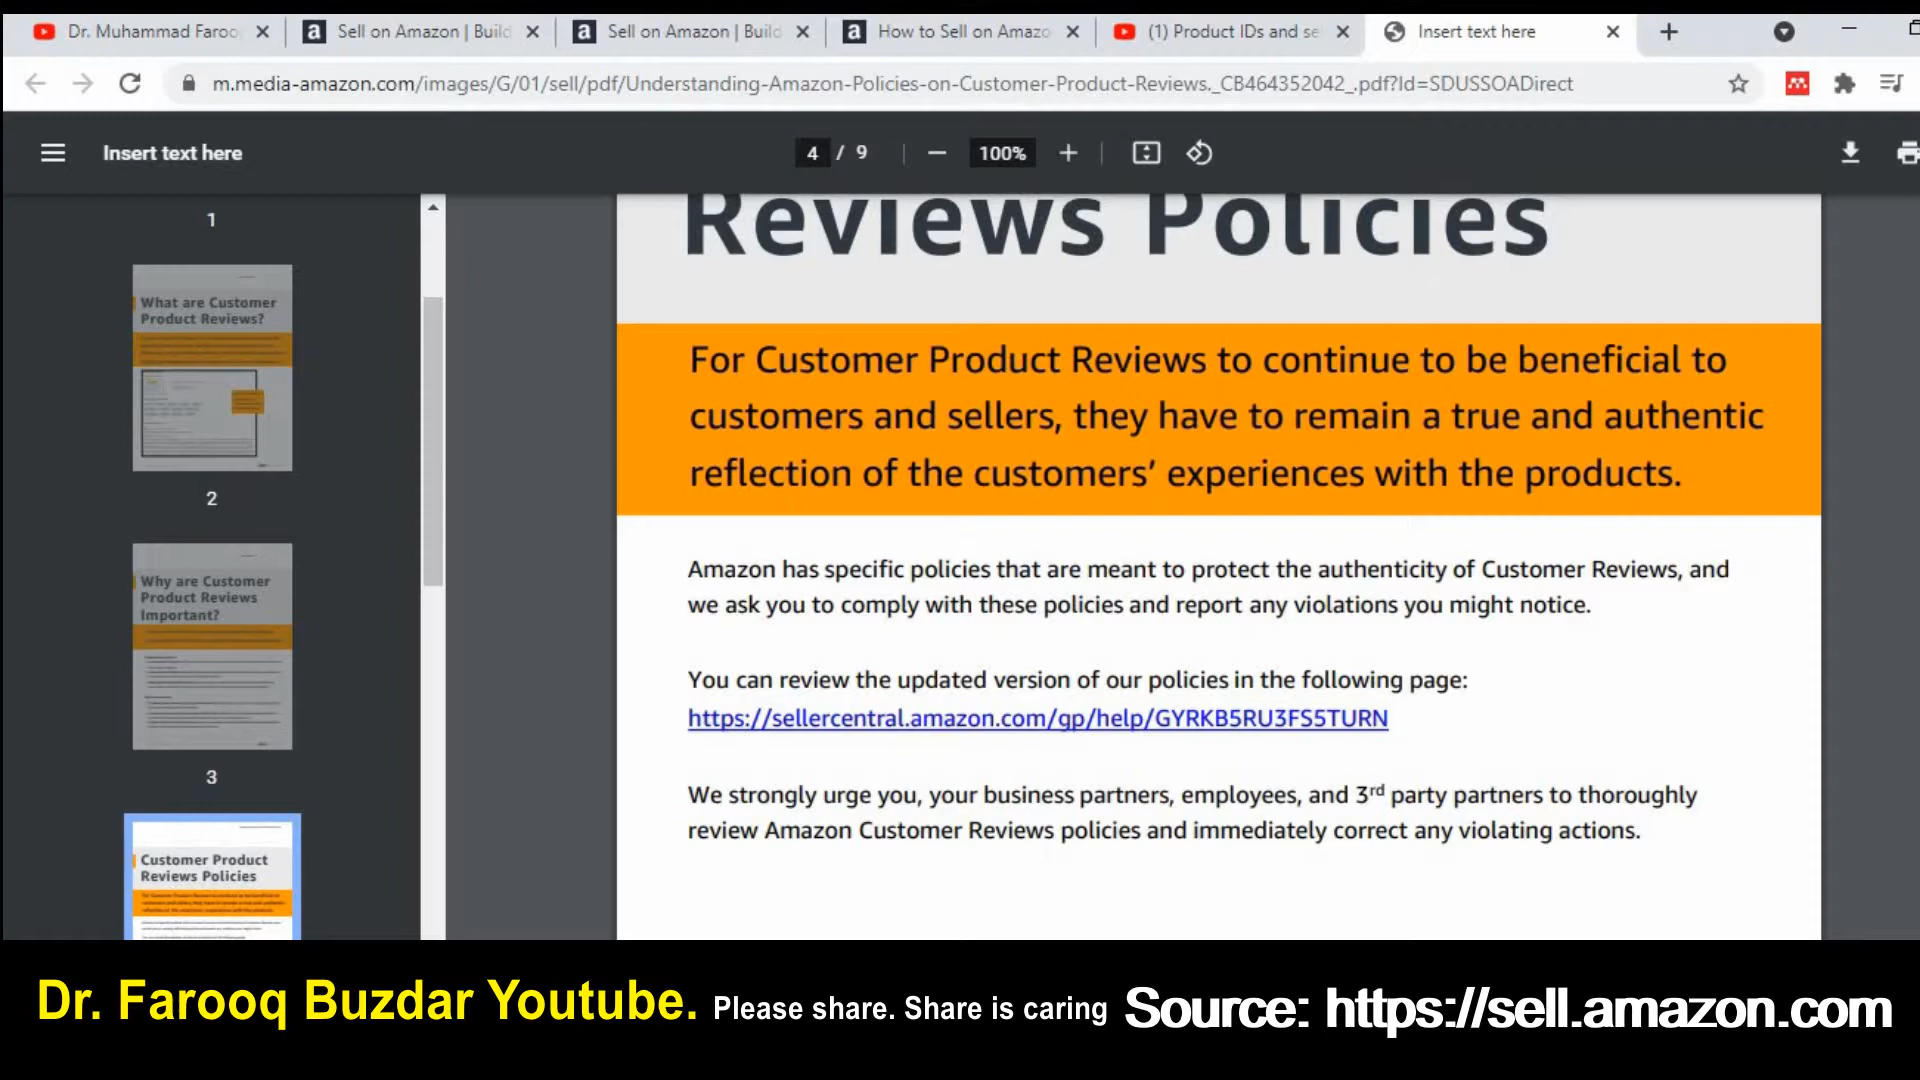 Dr. Muhammad Faroo
Sell on Amazon | Build
Sell on Amazon | Build
How to Sell on Amazo
(1) Product IDs and se
Insert text here
m.media-amazon.com/images/G/01/sell/pdf/Understanding-Amazon-Policies-on-Customer-Product-Reviews._CB464352042_.pdf?ld=SDUSSOADirect
Insert text here
4 / 9
100%
1
What are Customer
Product Reviews?
2
Why are Customer
Product Reviews
Important?
3
Customer Product
Reviews Policies
Reviews Policies
For Customer Product Reviews to continue to be beneficial to
customers and sellers, they have to remain a true and authentic
reflection of the customers’ experiences with the products.
Amazon has specific policies that are meant to protect the authenticity of Customer Reviews, and
we ask you to comply with these policies and report any violations you might notice.
You can review the updated version of our policies in the following page:
https://sellercentral.amazon.com/gp/help/GYRKB5RU3FS5TURN
We strongly urge you, your business partners, employees, and 3rd party partners to thoroughly
review Amazon Customer Reviews policies and immediately correct any violating actions.
Dr. Farooq Buzdar Youtube. Please share. Share is caring Source: https://sell.amazon.com